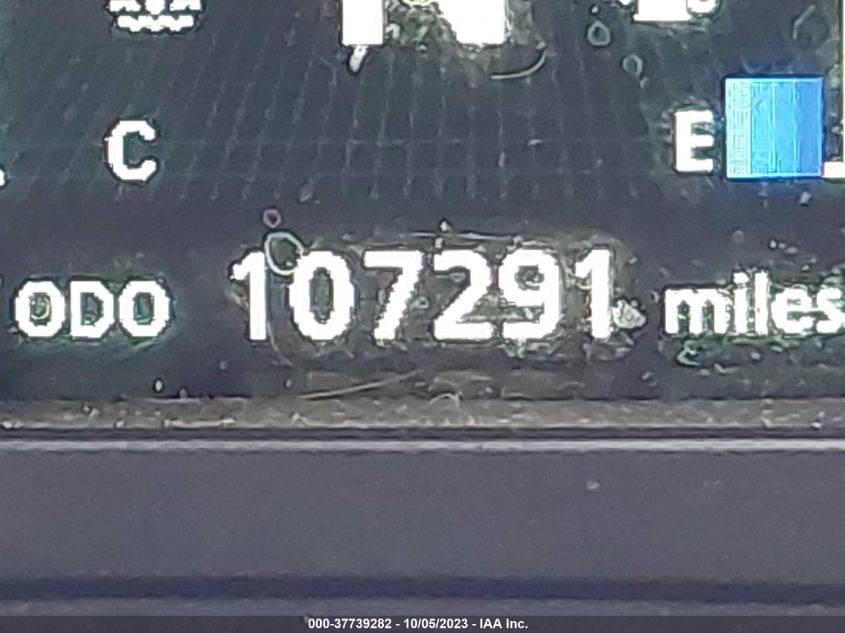 N
C E
ODO 107291 miles
000-37739282 - 10/05/2023 - IAA Inc.